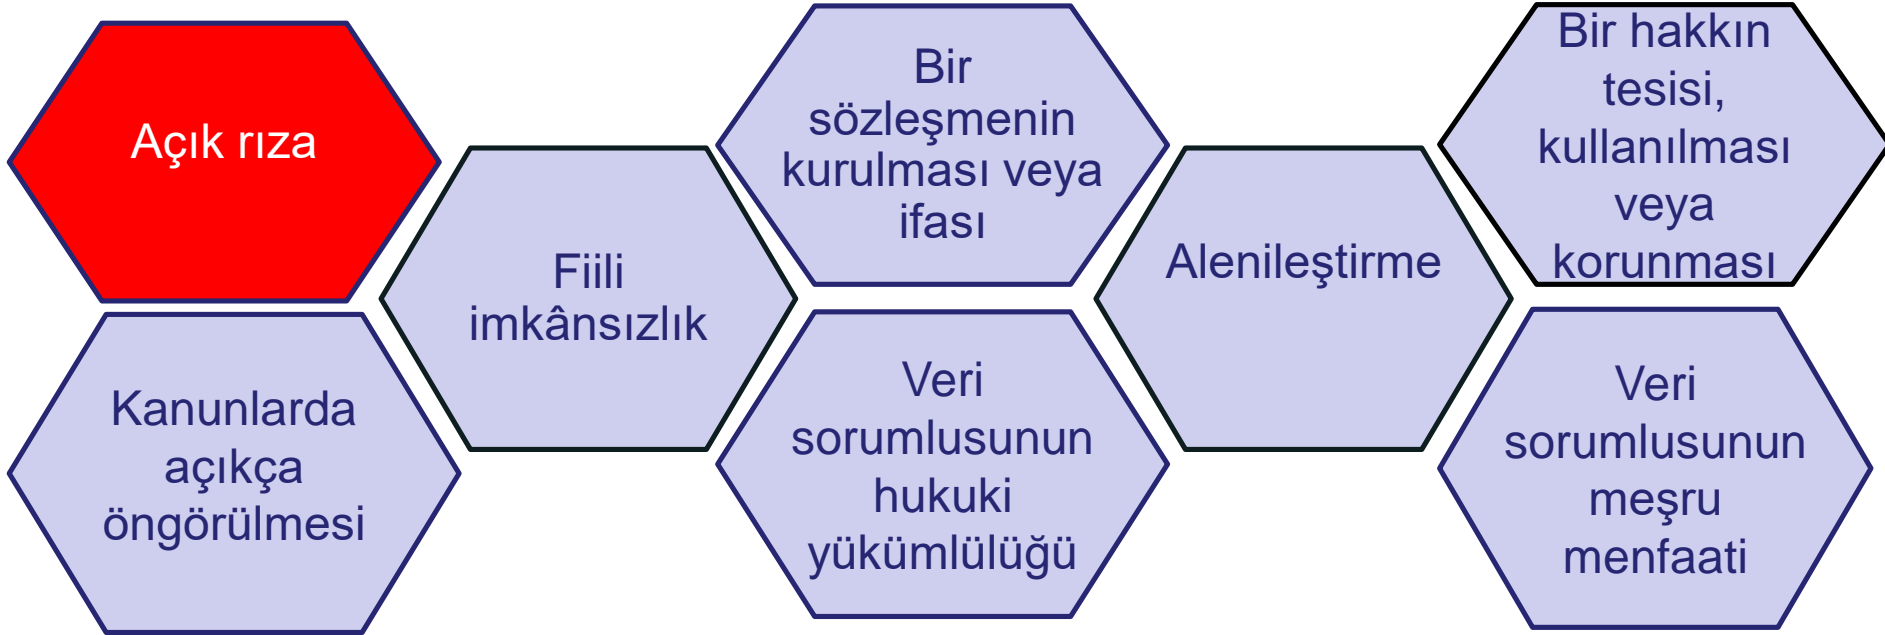 Açık rıza
Kanunlarda
açıkça
öngörülmesi
Fiili
imkânsızlık
Bir
sözleşmenin
kurulması veya
ifası
Veri
sorumlusunun
hukuki
yükümlülüğü
Alenileştirme
Bir hakkın
tesisi,
kullanılması
veya
korunması
Veri
sorumlusunun
meşru
menfaati